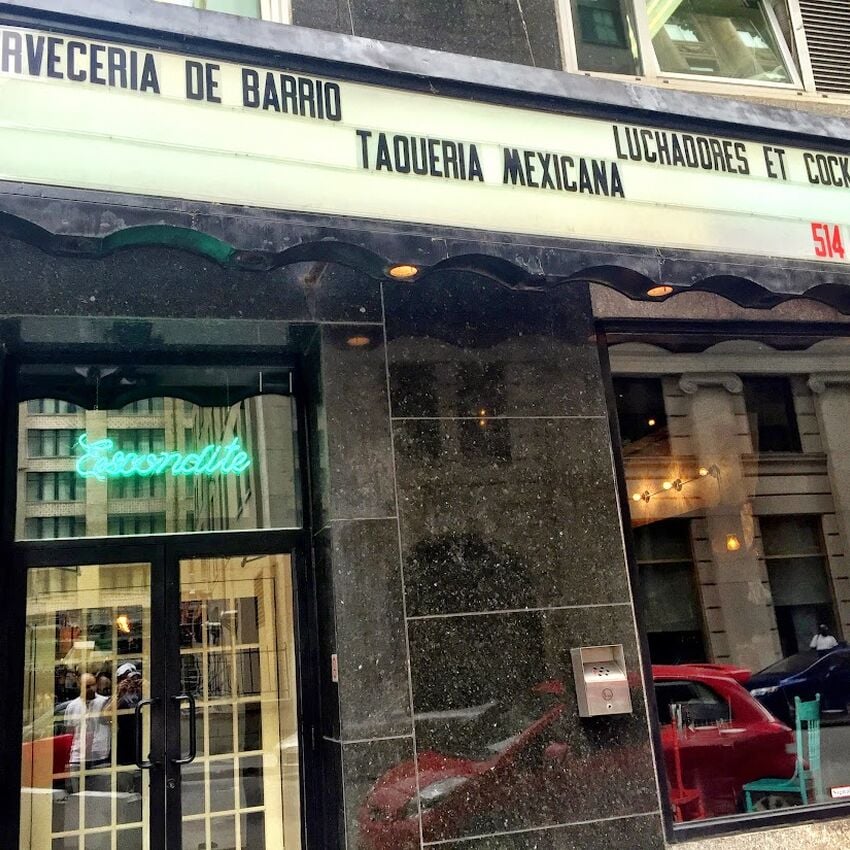 RVECERIA DE BARRIO
TAQUERIA MEXICANA
LUCHADORES ET COCK
514
Escondite